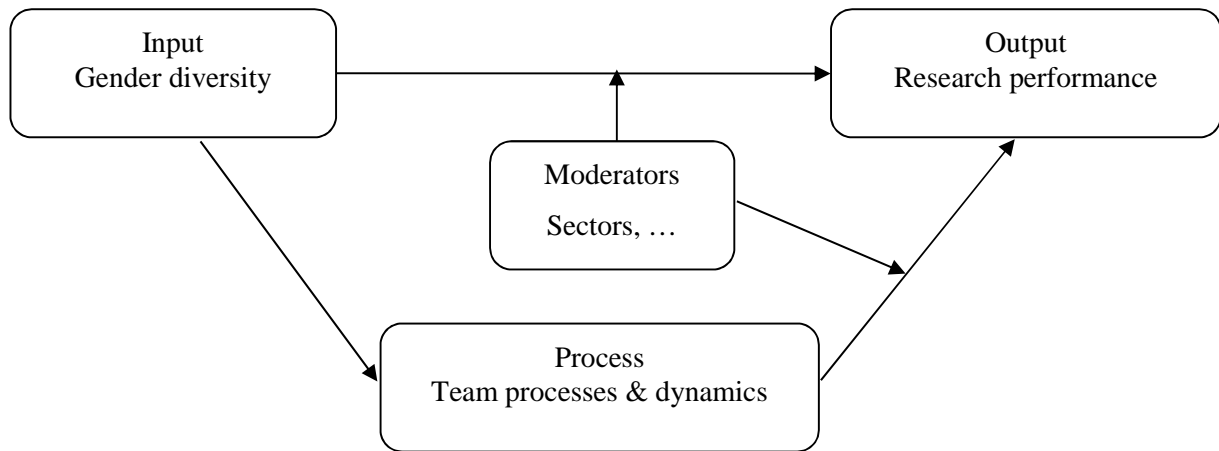 Input
Gender diversity
Output
Research performance
Moderators
Sectors, …
Process
Team processes & dynamics